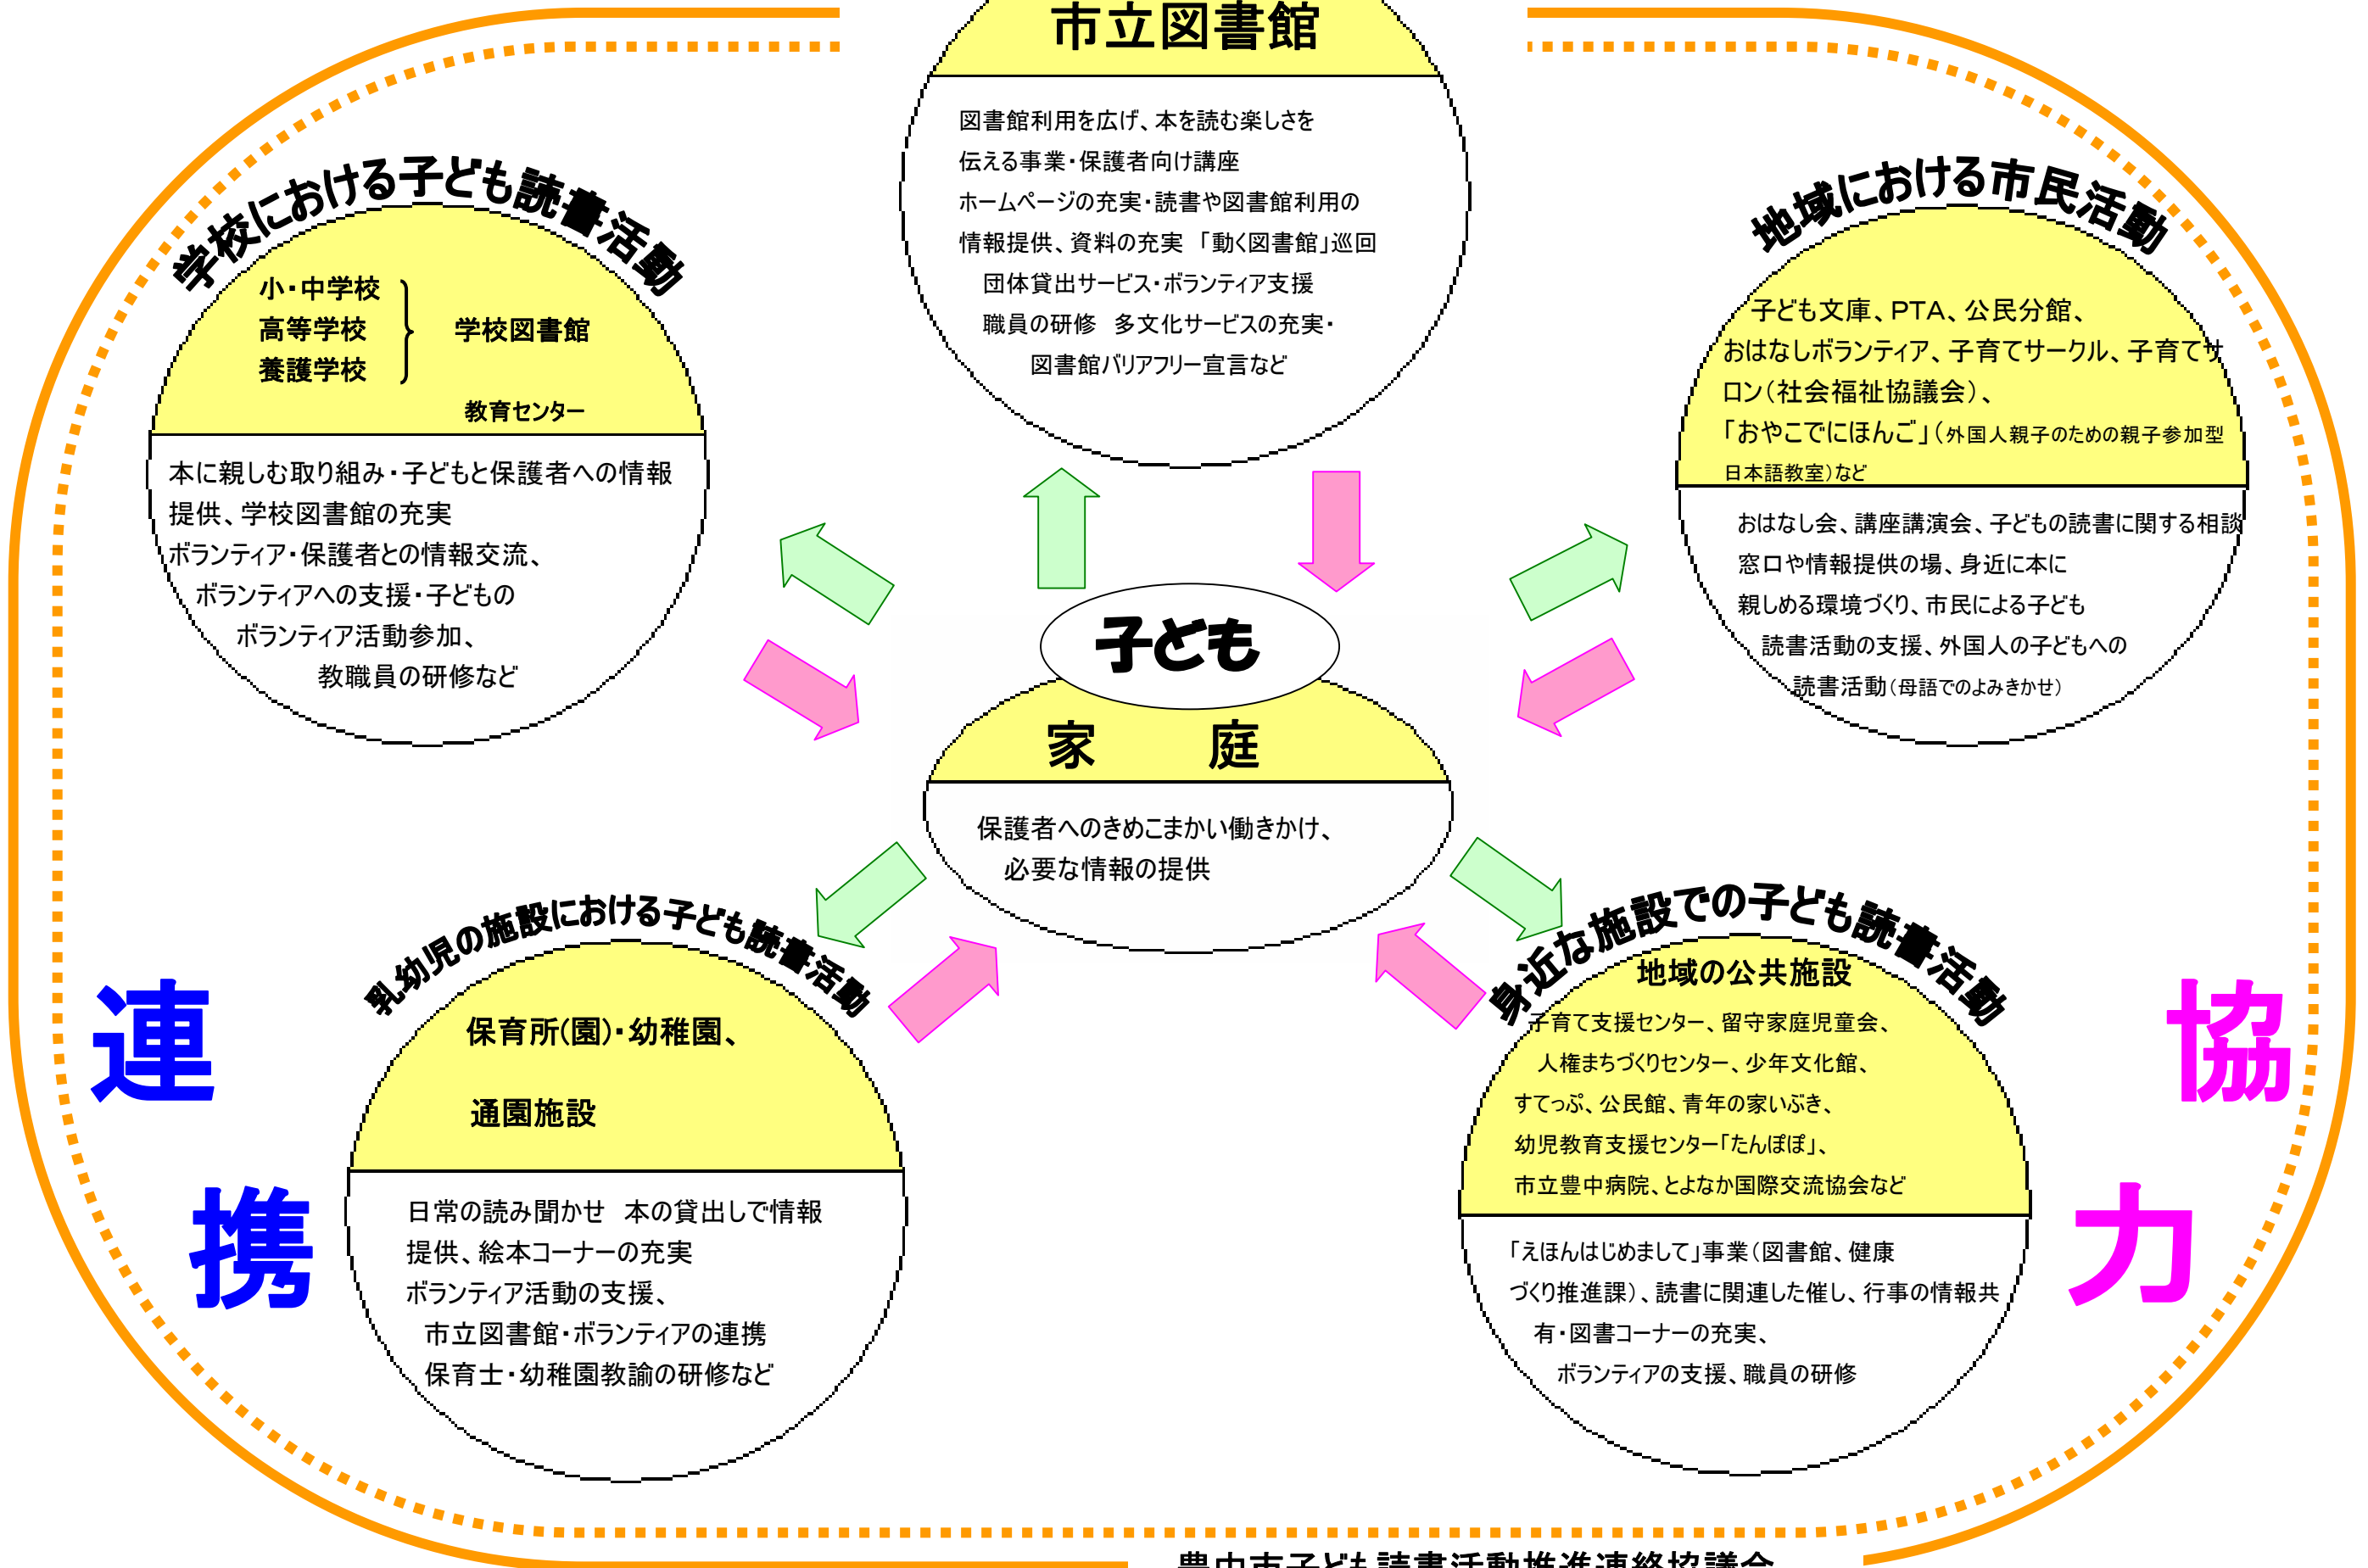 市立図書館
図書館利用を広げ、本を読む楽しさを
伝える事業・保護者向け講座
ホームページの充実・読書や図書館利用の
情報提供、資料の充実 「動く図書館」巡回
団体貸出サービス・ボランティア支援
職員の研修 多文化サービスの充実・
図書館バリアフリー宣言など
学校における子ども読書活動
小・中学校
高等学校
養護学校
学校図書館
教育センター
本に親しむ取り組み・子どもと保護者への情報
提供、学校図書館の充実
ボランティア・保護者との情報交流、
ボランティアへの支援・子どもの
ボランティア活動参加、
教職員の研修など
地域における市民活動
子ども文庫、PTA、公民分館、
おはなしボランティア、子育てサークル、子育てサ
ロン（社会福祉協議会）、
「おやこでにほんご」（外国人親子のための親子参加型
日本語教室）など
おはなし会、講座講演会、子どもの読書に関する相談
窓口や情報提供の場、身近に本に
親しめる環境づくり、市民による子ども
読書活動の支援、外国人の子どもへの
読書活動（母語でのよみきかせ）
子ども
家 庭
保護者へのきめこまかい働きかけ、
必要な情報の提供
乳幼児の施設における子ども読書活動
保育所(園)・幼稚園、
通園施設
日常の読み聞かせ 本の貸出しで情報
提供、絵本コーナーの充実
ボランティア活動の支援、
市立図書館・ボランティアの連携
保育士・幼稚園教諭の研修など
身近な施設での子ども読書活動
地域の公共施設
子育て支援センター、留守家庭児童会、
人権まちづくりセンター、少年文化館、
すてっぷ、公民館、青年の家いぶき、
幼児教育支援センター「たんぽぽ」、
市立豊中病院、とよなか国際交流協会など
「えほんはじめまして」事業（図書館、健康
づくり推進課）、読書に関連した催し、行事の情報共
有・図書コーナーの充実、
ボランティアの支援、職員の研修
連
携
協
力
豊中市子ども読書活動推進連絡協議会